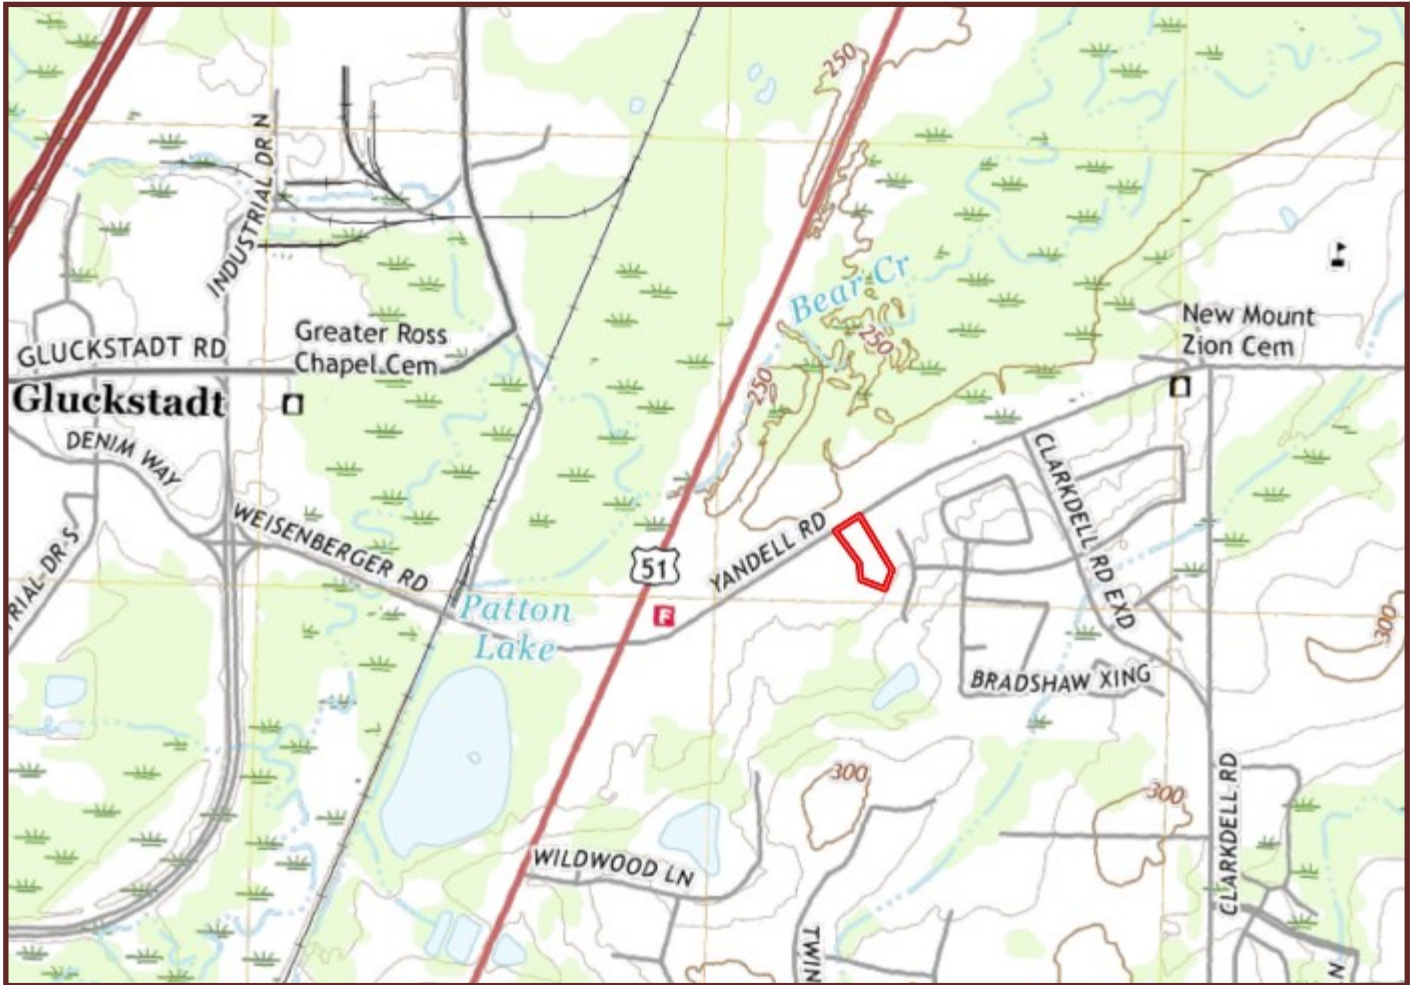 250
INDUSTRIAL DR N
Bear Cr
250
250
New Mount
Zion Cem
Greater Ross
Chapel Cem
GLUCKSTADT RD
Gluckstadt
DENIM WAY
CLARKDELL RD EXD
WEISENBERGER RD
YANDELL RD
51
F
TRIAL DR S
Patton
Lake
300
BRADSHAW XING
300
300
CLARKDELL RD
WILDWOOD LN
TWIN
N